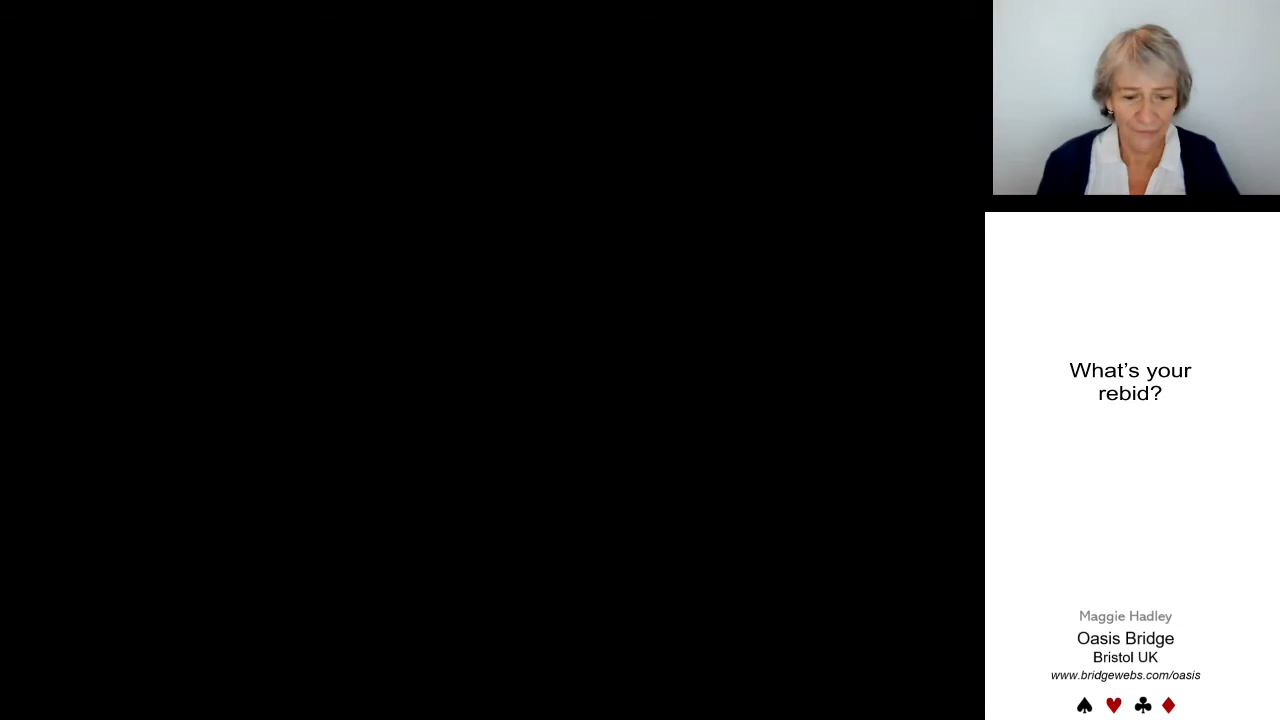 What's your
rebid?
Maggie Hadley
Oasis Bridge
Bristol UK
www.bridgewebs.com/oasis
♠ ♥ ♣ ♦